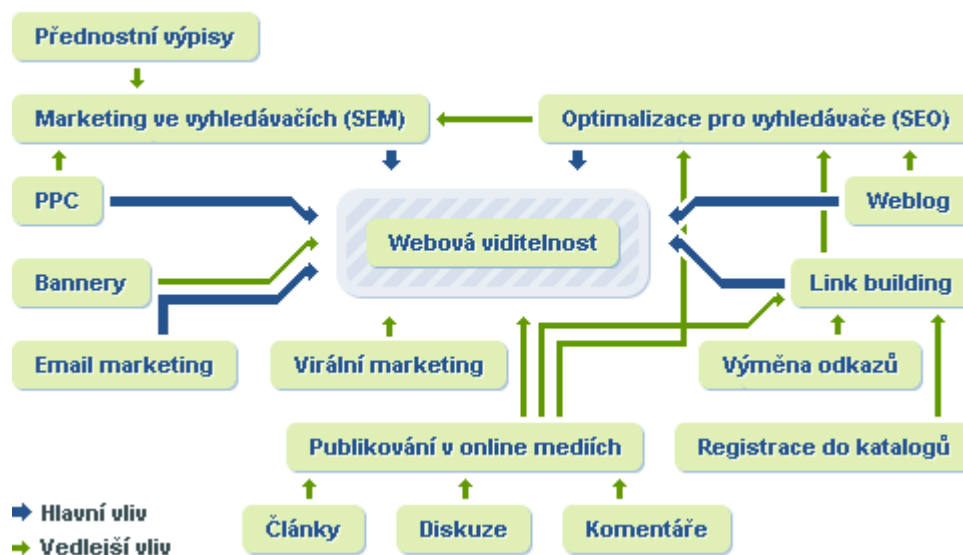 Přednostní výpisy
Marketing ve vyhledávačích (SEM)
Optimalizace pro vyhledávače (SEO)
PPC
Weblog
Webová viditelnost
Bannery
Link building
Email marketing
Virální marketing
Výměna odkazů
Publikování v online mediích
Registrace do katalogů
Hlavní vliv
Články
Diskuze
Komentáře
Vedlejší vliv